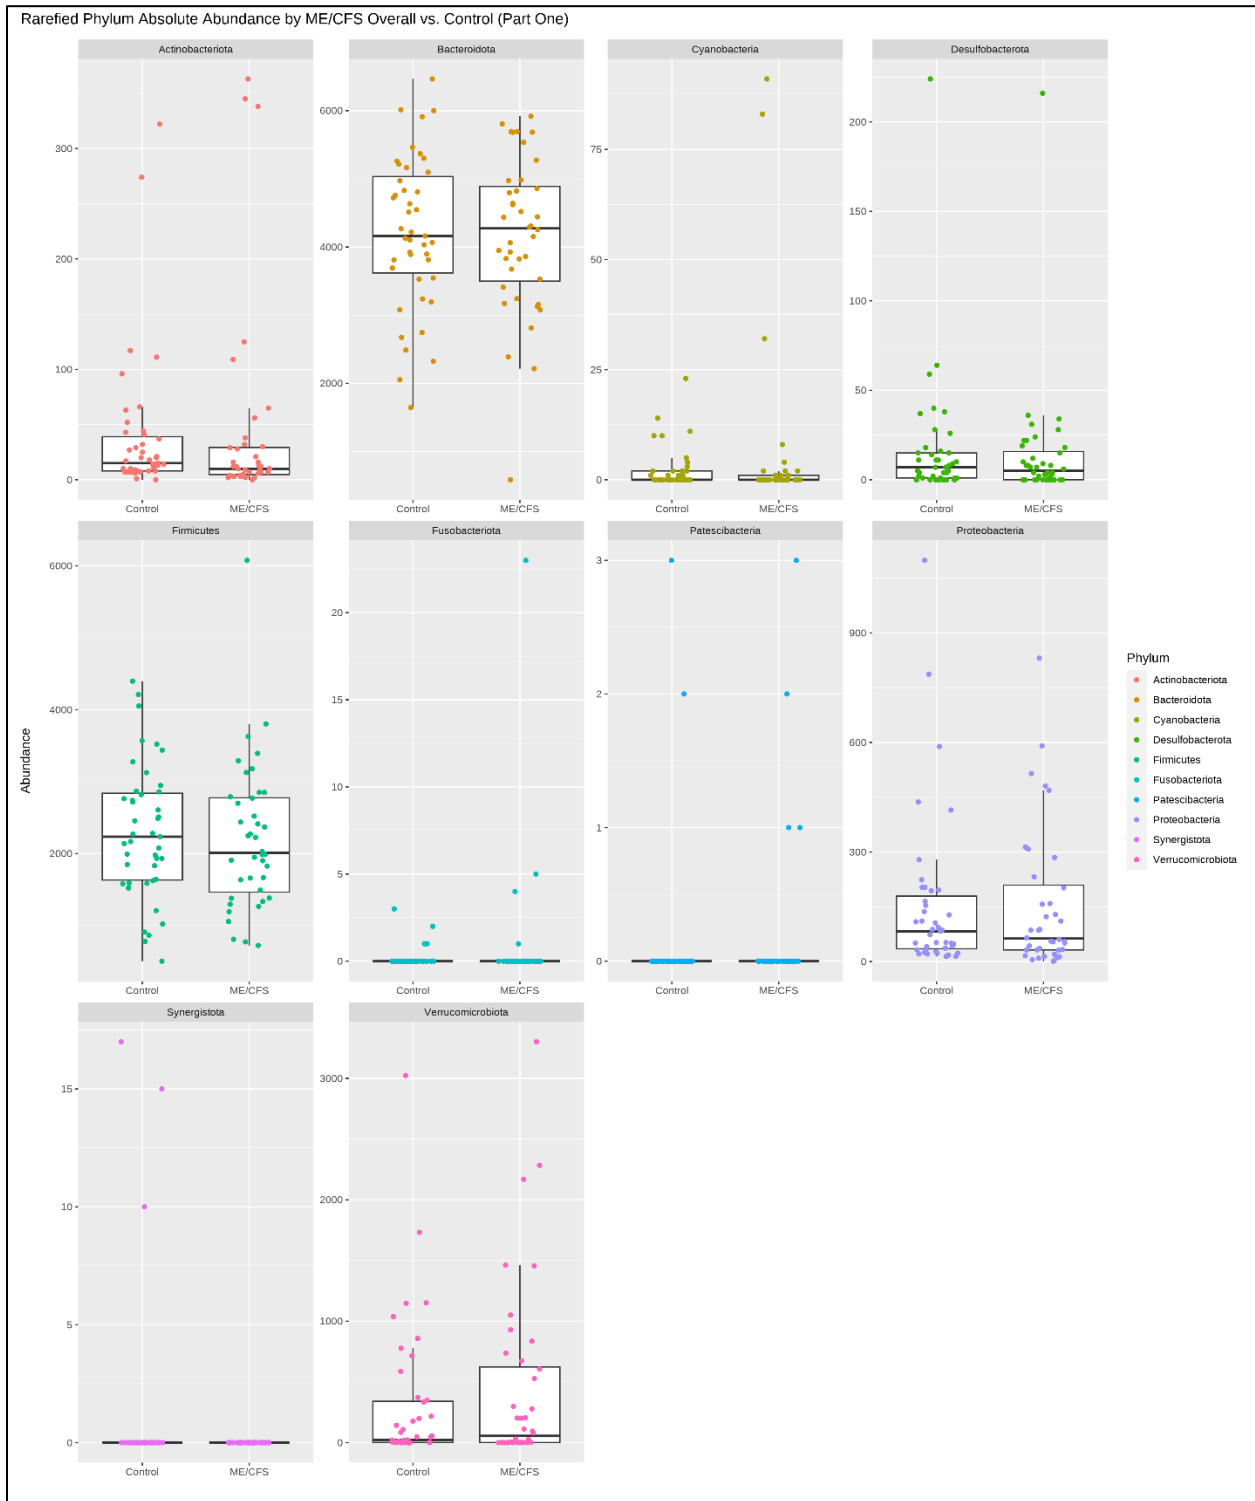 Rarefied Phylum Absolute Abundance by ME/CFS Overall vs. Control (Part One)
Actinobacteriota
Bacteroidota
Cyanobacteria
Desulfobacterota
300
200
100
0
6000
4000
2000
75
50
25
0
200
150
100
50
0
Control ME/CFS
Control ME/CFS
Control ME/CFS
Control ME/CFS
Firmicutes
Fusobacteriota
Patescibacteria
Proteobacteria
6000
4000
2000
20
15
10
5
0
3
2
1
0
900
600
300
0
Control ME/CFS
Control ME/CFS
Control ME/CFS
Control ME/CFS
Synergistota
Verrucomicrobiota
15
10
5
0
3000
2000
1000
0
Control ME/CFS
Control ME/CFS
Abundance
Phylum
Actinobacteriota
Bacteroidota
Cyanobacteria
Desulfobacterota
Firmicutes
Fusobacteriota
Patescibacteria
Proteobacteria
Synergistota
Verrucomicrobiota